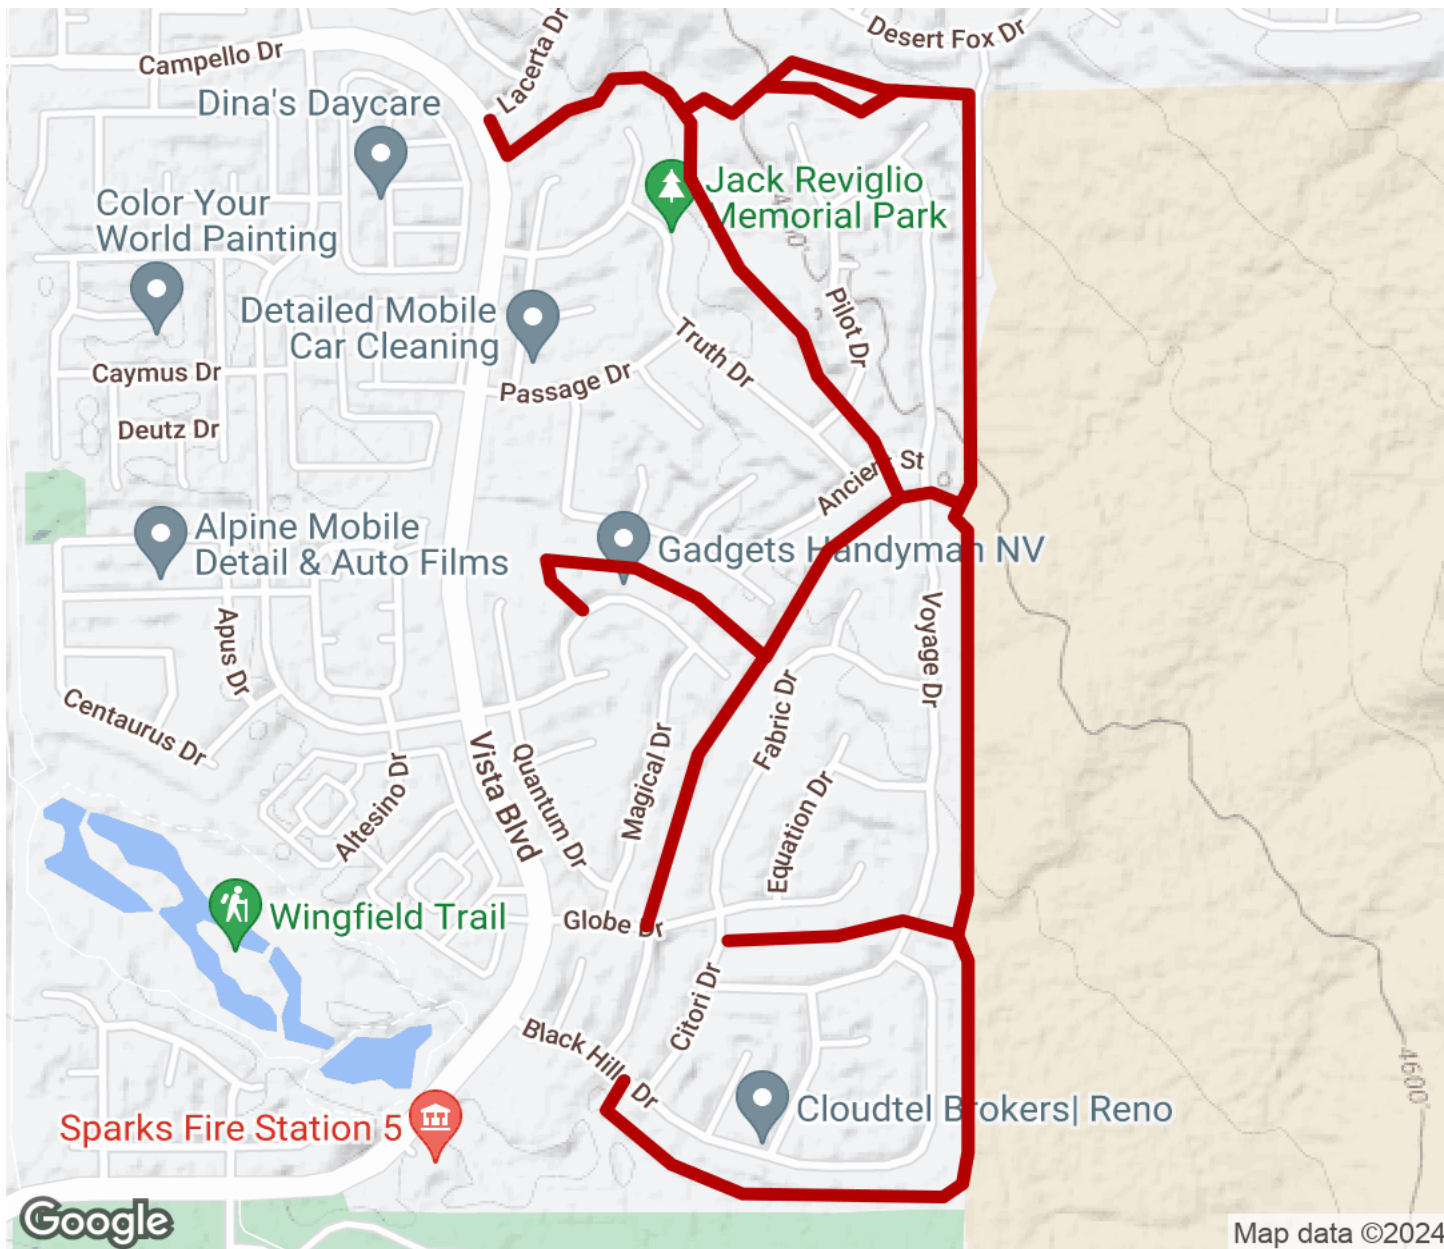 Desert Fox Dr
Lacerta Dr
Campello Dr
Dina's Daycare
Jack Reviglio
Memorial Park
Color Your
World Painting
Detailed Mobile
Car Cleaning
Pilot Dr
Truth Dr
Caymus Dr
Passage Dr
Deutz Dr
Ancient St
Alpine Mobile
Detail & Auto Films
Gadgets Handyman NV
Apus Dr
Voyage Dr
Centaurus Dr
Fabric Dr
Vista Blvd
Quantum Dr
Magical Dr
Altesino Dr
Equation Dr
Wingfield Trail
Globe Dr
Citori Dr
Black Hills Dr
4600'
Sparks Fire Station 5
Cloudtel Brokers| Reno
Google
Map data ©2024